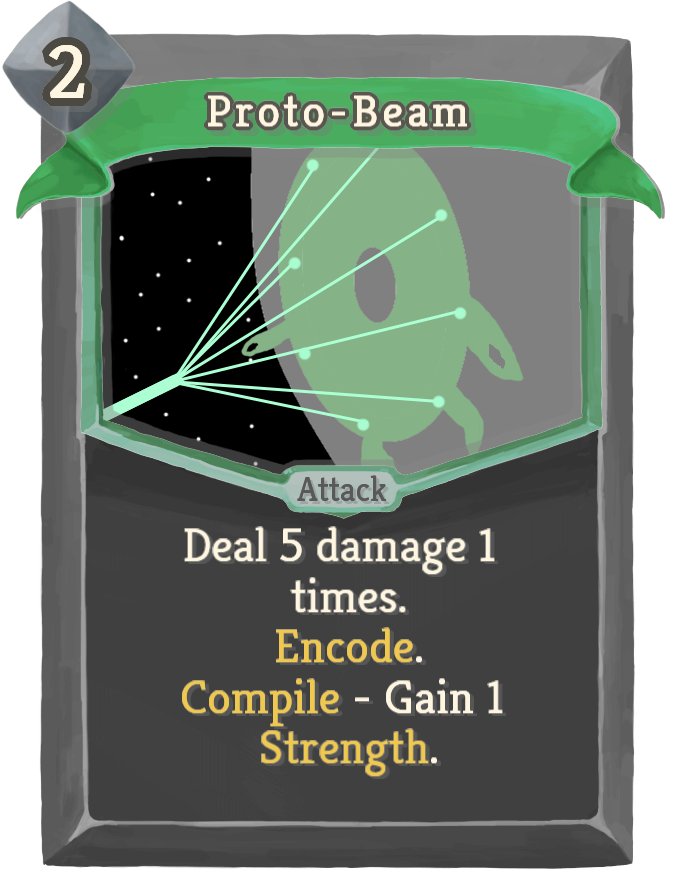 2
Proto-Beam
Attack
Deal 5 damage 1
times.
Encode.
Compile - Gain 1
Strength.